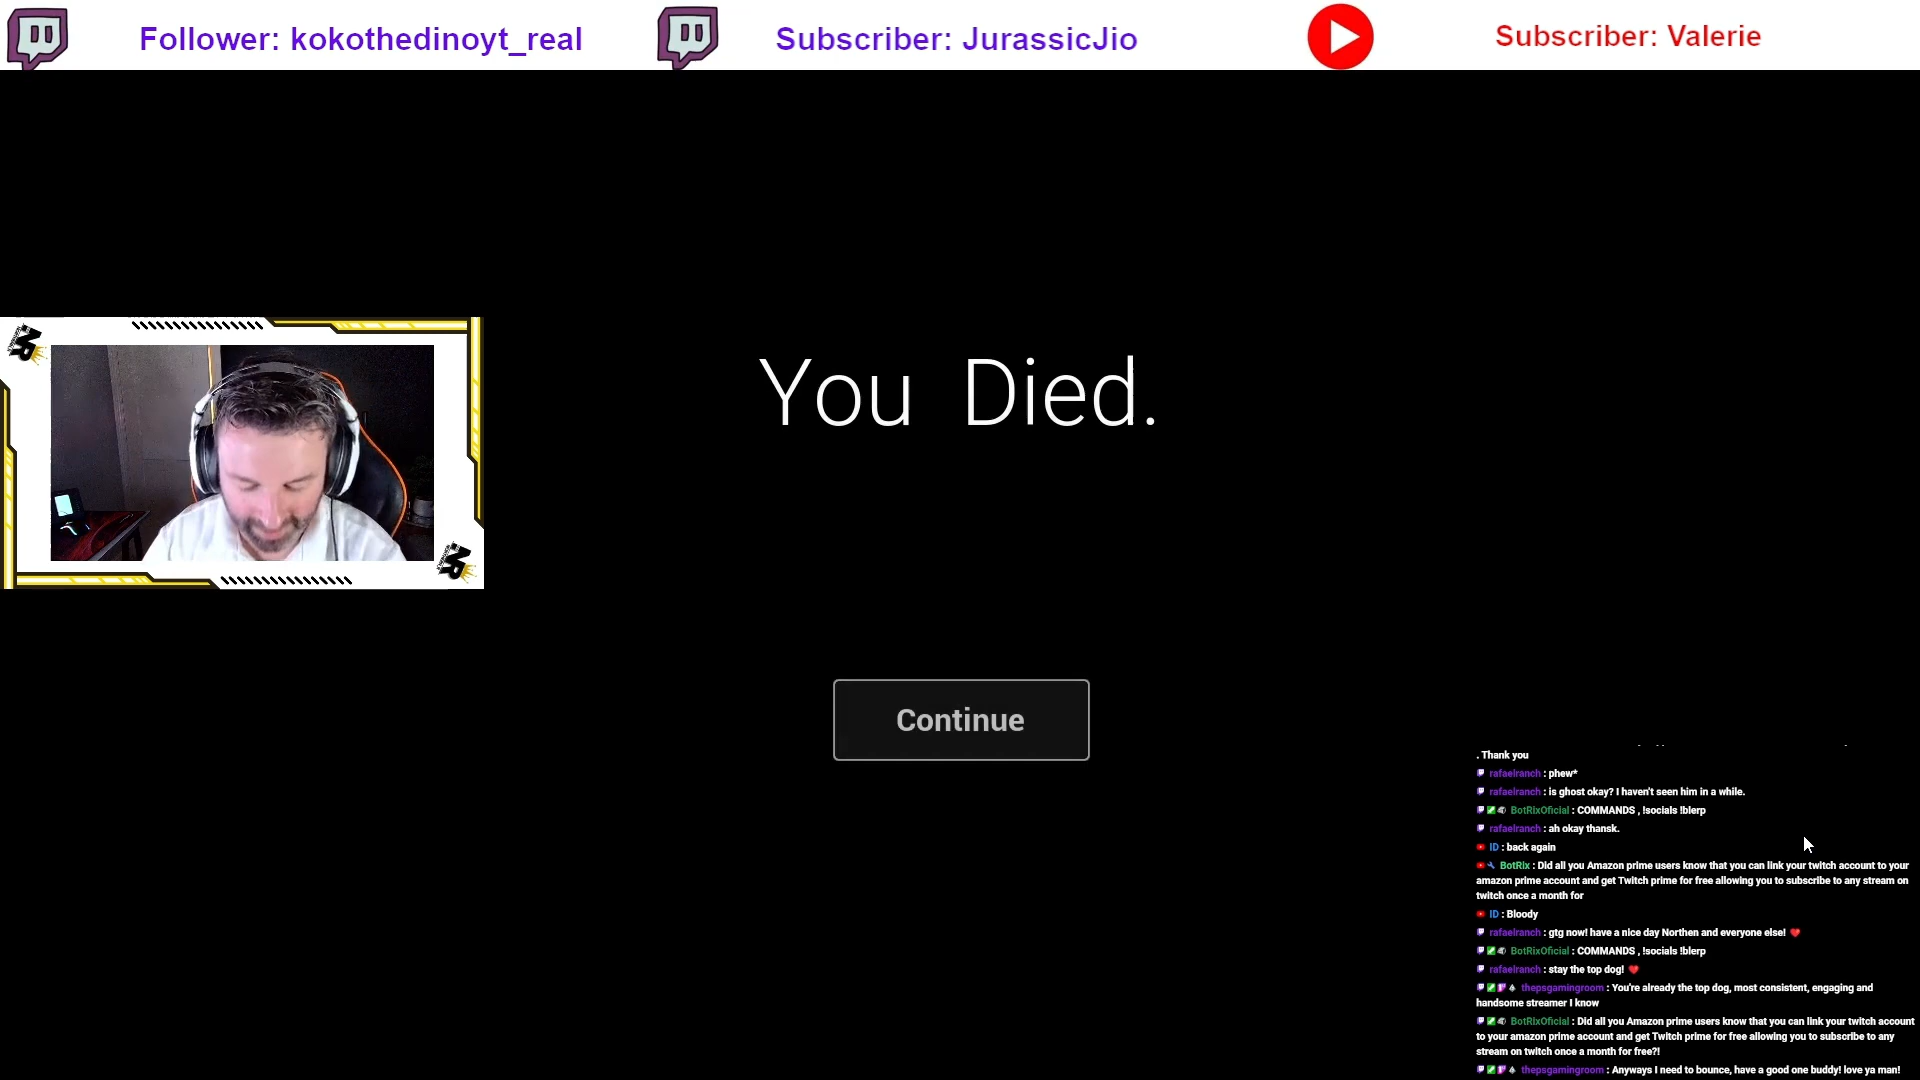 Follower: kokothedinoyt_real
Subscriber: JurassicJio
Subscriber: Valerie
You Died.
Continue
. Thank you
rafaelranch : phew*
rafaelranch : is ghost okay? I haven't seen him in a while.
BotRixOficial : COMMANDS , !socials !blerp
rafaelranch : ah okay thansk.
ID : back again
BotRix : Did all you Amazon prime users know that you can link your twitch account to your
amazon prime account and get Twitch prime for free allowing you to subscribe to any stream on
twitch once a month for
ID : Bloody
rafaelranch : gtg now! have a nice day Northen and everyone else! ❤️
BotRixOficial : COMMANDS , !socials !blerp
rafaelranch : stay the top dog! ❤️
thepsgamingroom : You're already the top dog, most consistent, engaging and
handsome streamer I know
BotRixOficial : Did all you Amazon prime users know that you can link your twitch account
to your amazon prime account and get Twitch prime for free allowing you to subscribe to any
stream on twitch once a month for free?!
thepsgamingroom : Anyways I need to bounce, have a good one buddy! love ya man!